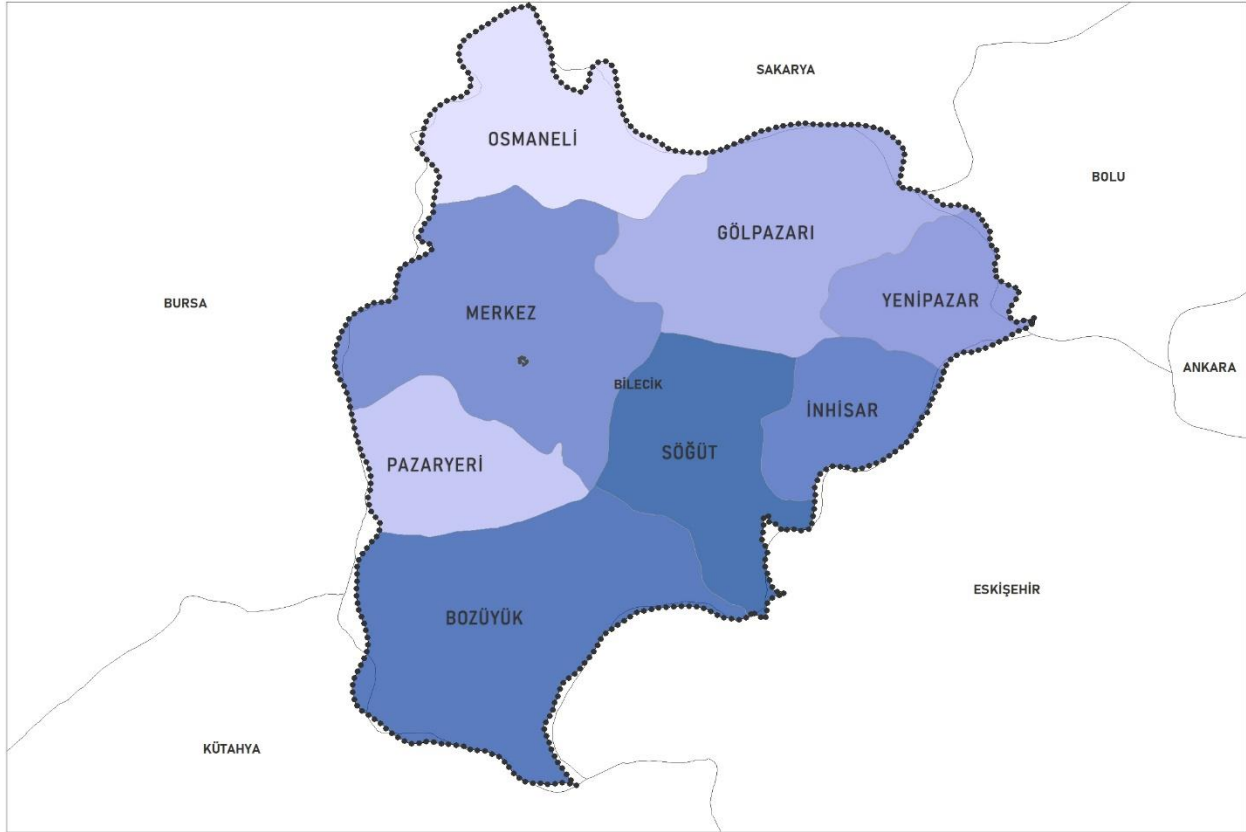 SAKARYA
OSMANELİ
BOLU
GÖLPAZARI
BURSA
YENİPAZAR
MERKEZ
ANKARA
BİLECİK
İNHİSAR
SÖĞÜT
PAZARYERİ
ESKİŞEHİR
BOZÜYÜK
KÜTAHYA